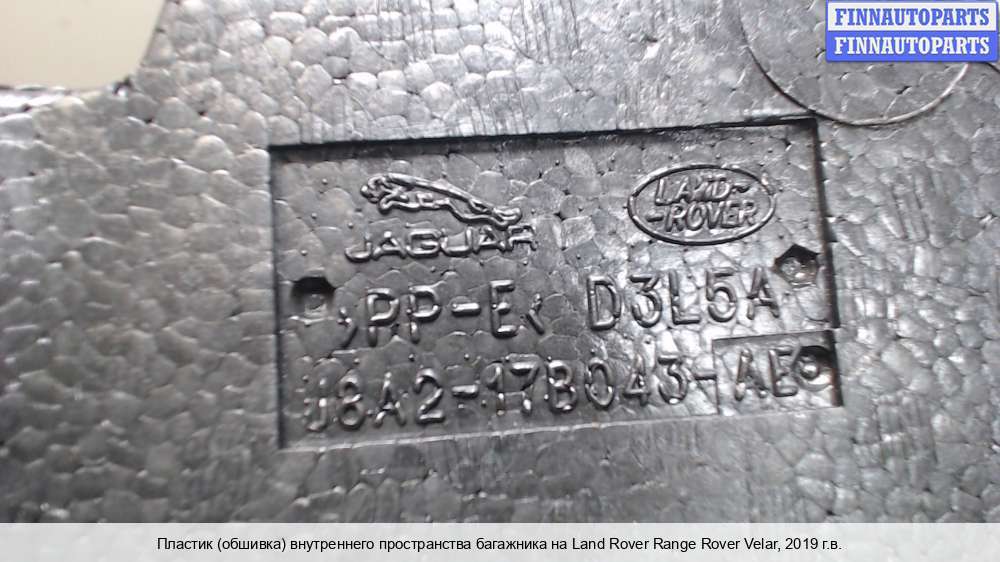 FINNAUTOPARTS
FINNAUTOPARTS
JAGUAR
LAND-
-ROVER
>PP-E< D3L5A
J8A2-17B043-AE
Пластик (обшивка) внутреннего пространства багажника на Land Rover Range Rover Velar, 2019 г.в.